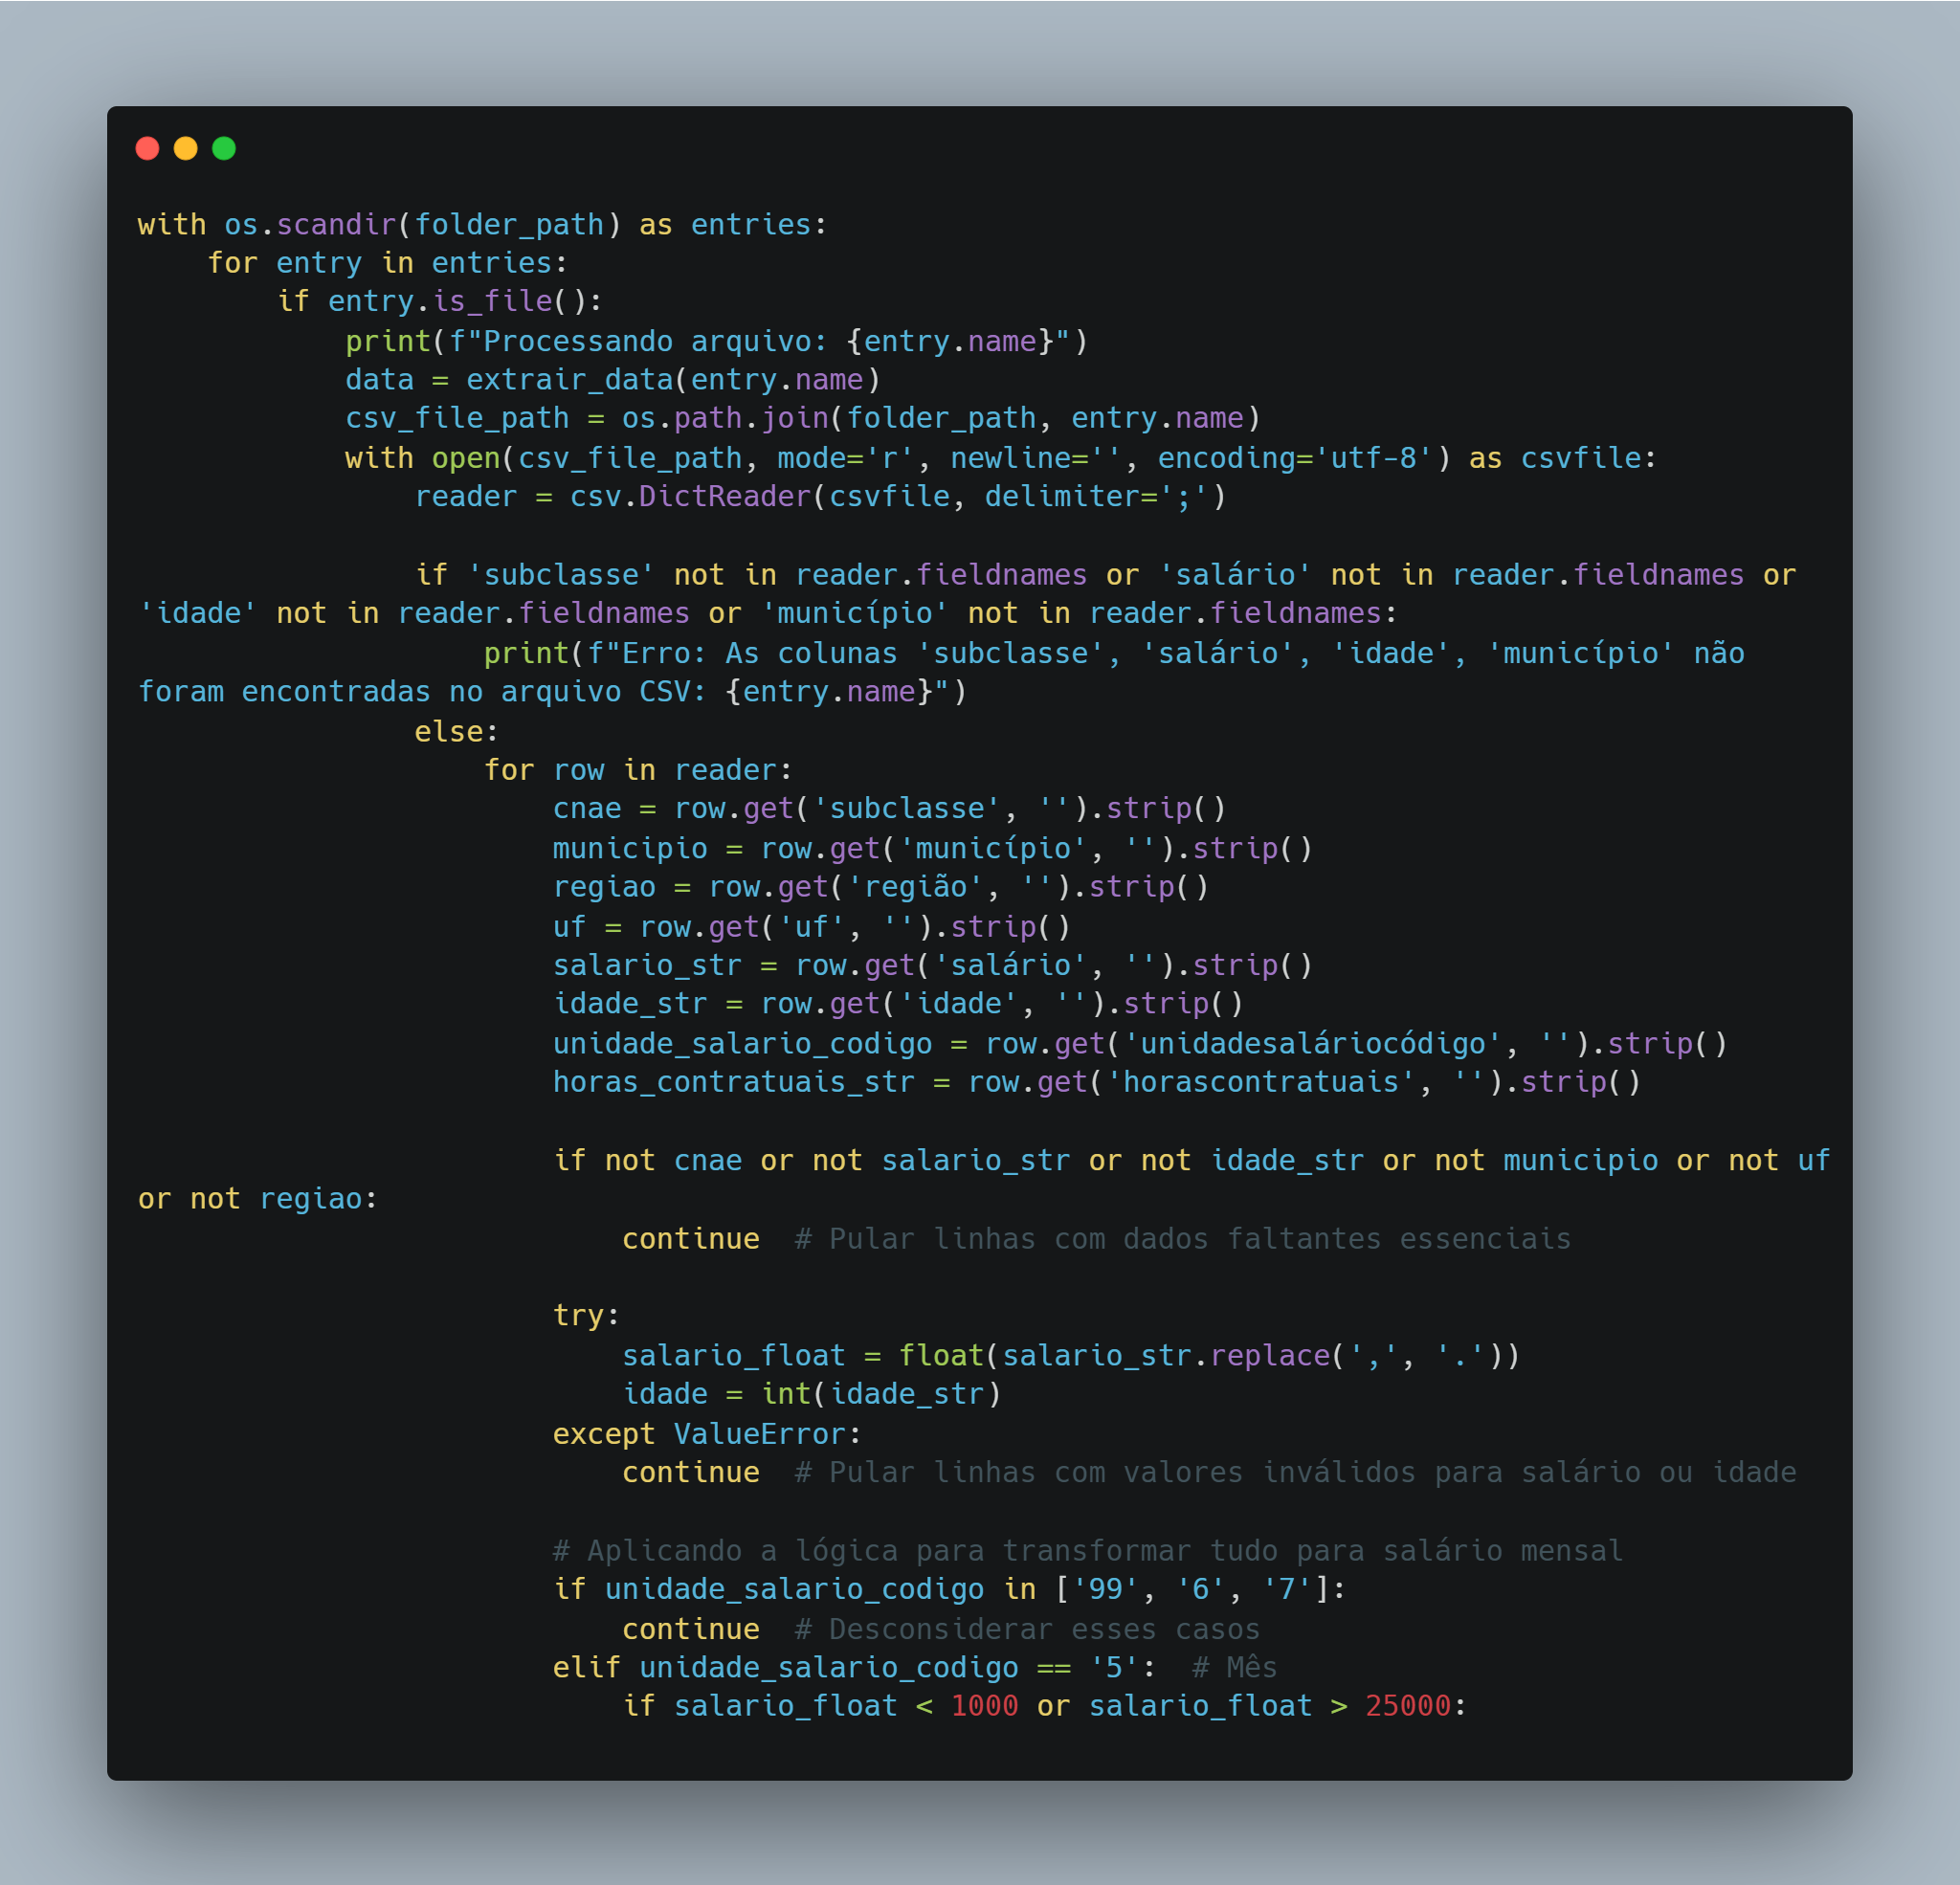 with os.scandir(folder_path) as entries:
    for entry in entries:
        if entry.is_file():
            print(f"Processando arquivo: {entry.name}")
            data = extrair_data(entry.name)
            csv_file_path = os.path.join(folder_path, entry.name)
            with open(csv_file_path, mode='r', newline='', encoding='utf-8') as csvfile:
                reader = csv.DictReader(csvfile, delimiter=';')

                if 'subclasse' not in reader.fieldnames or 'salário' not in reader.fieldnames or
'idade' not in reader.fieldnames or 'município' not in reader.fieldnames:
                    print(f"Erro: As colunas 'subclasse', 'salário', 'idade', 'município' não
foram encontradas no arquivo CSV: {entry.name}")
                else:
                    for row in reader:
                        cnae = row.get('subclasse', '').strip()
                        municipio = row.get('município', '').strip()
                        regiao = row.get('região', '').strip()
                        uf = row.get('uf', '').strip()
                        salario_str = row.get('salário', '').strip()
                        idade_str = row.get('idade', '').strip()
                        unidade_salario_codigo = row.get('unidadesaláriocódigo', '').strip()
                        horas_contratuais_str = row.get('horascontratuais', '').strip()

                        if not cnae or not salario_str or not idade_str or not municipio or not uf
or not regiao:
                            continue  # Pular linhas com dados faltantes essenciais

                        try:
                            salario_float = float(salario_str.replace(',', '.'))
                            idade = int(idade_str)
                        except ValueError:
                            continue  # Pular linhas com valores inválidos para salário ou idade

                        # Aplicando a lógica para transformar tudo para salário mensal
                        if unidade_salario_codigo in ['99', '6', '7']:
                            continue  # Desconsiderar esses casos
                        elif unidade_salario_codigo == '5':  # Mês
                            if salario_float < 1000 or salario_float > 25000: